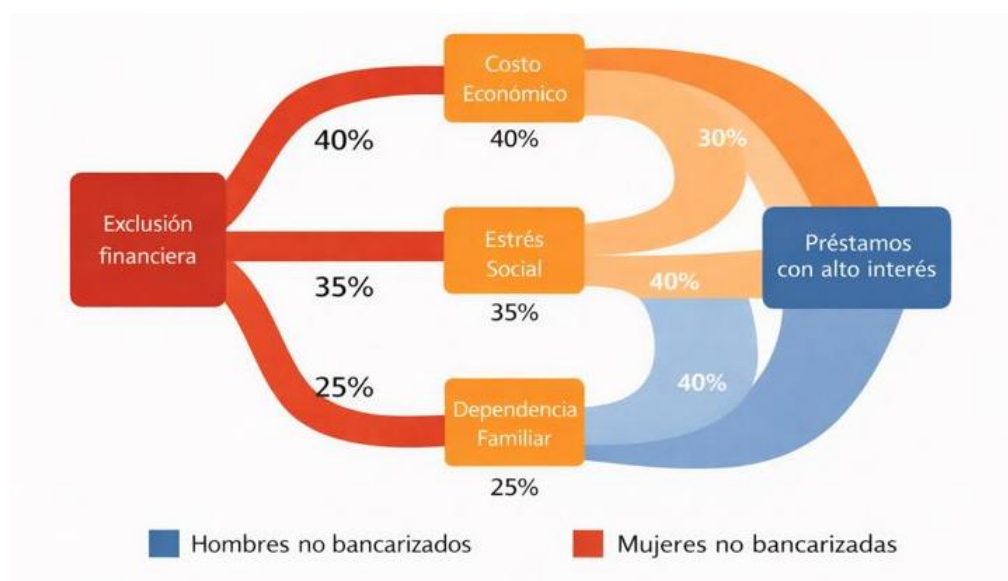 Costo
Económico
40%
40%
30%
Exclusión
financiera
Estrés
Social
Préstamos
con alto interés
35%
40%
35%
25%
40%
Dependencia
Familiar
25%
Hombres no bancarizados
Mujeres no bancarizadas